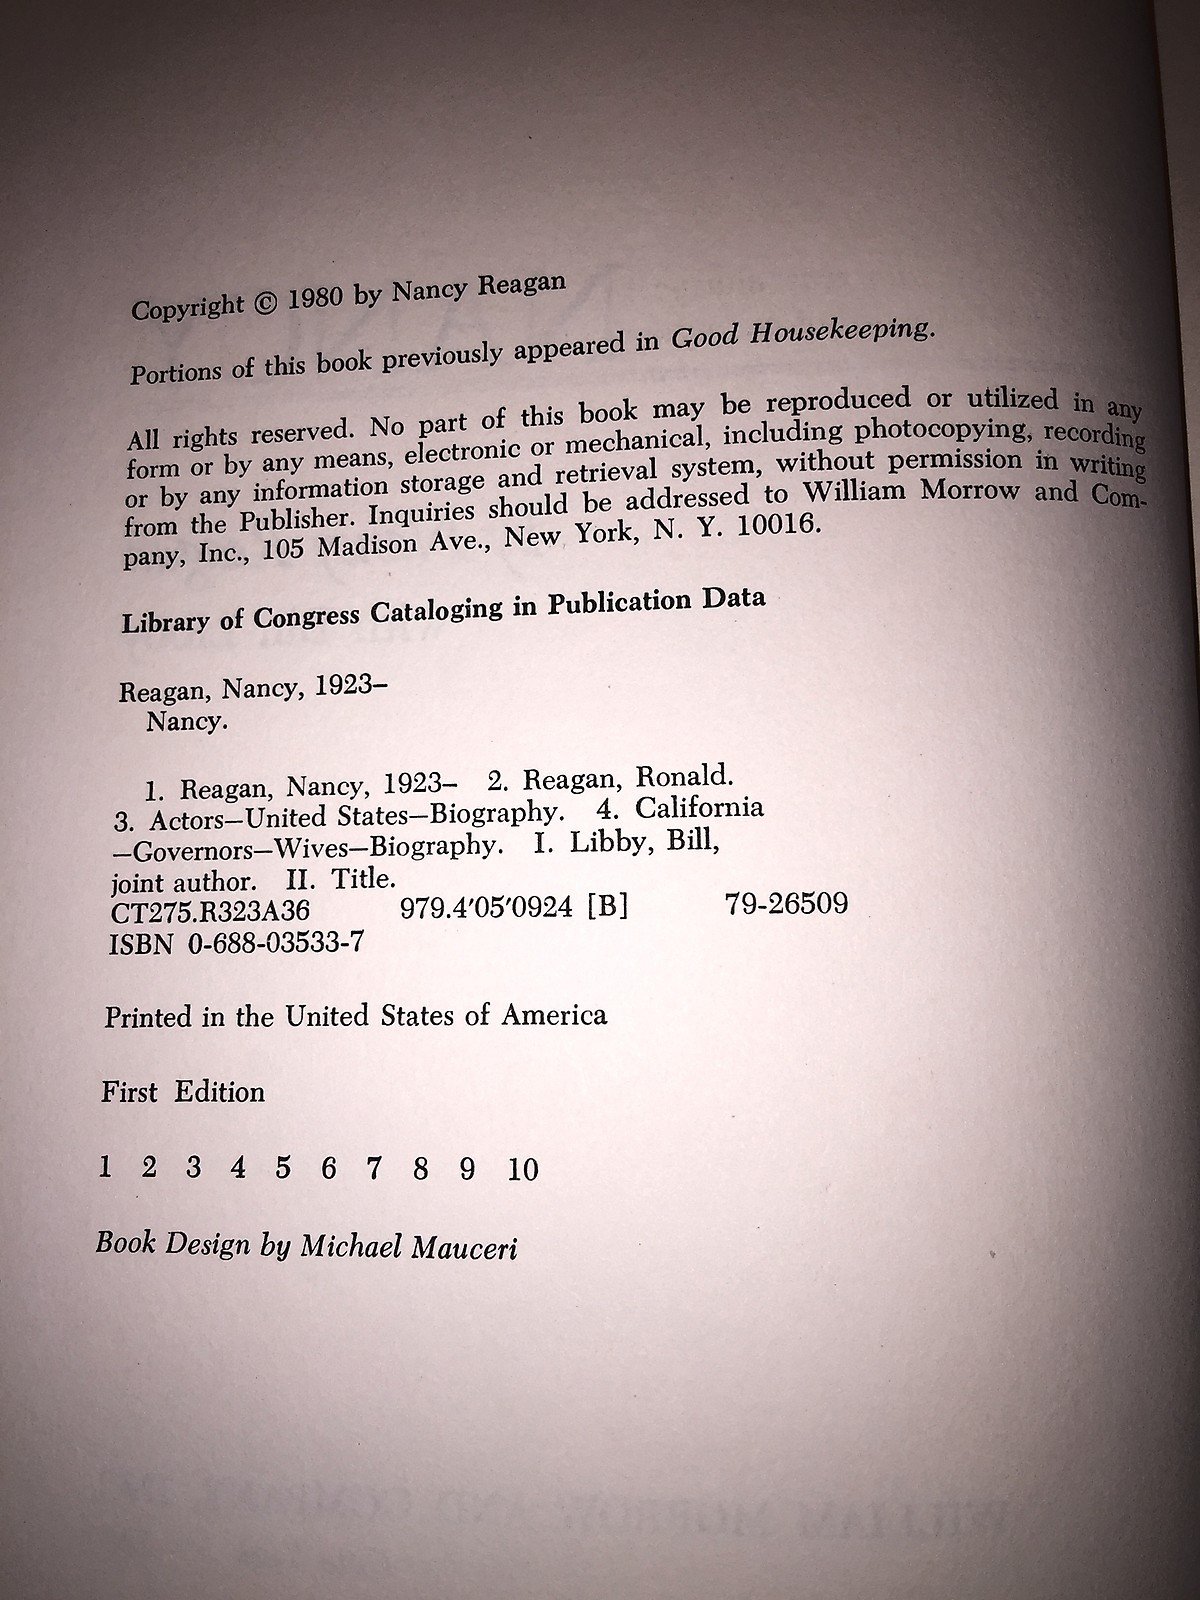 Copyright © 1980 by Nancy Reagan
Portions of this book previously appeared in Good Housekeeping.
All rights reserved. No part of this book may be reproduced or utilized in any
form or by any means, electronic or mechanical, including photocopying, recording
or by any information storage and retrieval system, without permission in writing
from the Publisher. Inquiries should be addressed to William Morrow and Com-
pany, Inc., 105 Madison Ave., New York, N. Y. 10016.
Library of Congress Cataloging in Publication Data
Reagan, Nancy, 1923–
Nancy.
1. Reagan, Nancy, 1923– 2. Reagan, Ronald.
3. Actors—United States—Biography. 4. California
—Governors—Wives—Biography. I. Libby, Bill,
joint author. II. Title.
CT275.R323A36 979.4'05'0924 [B] 79-26509
ISBN 0-688-03533-7
Printed in the United States of America
First Edition
1 2 3 4 5 6 7 8 9 10
Book Design by Michael Mauceri